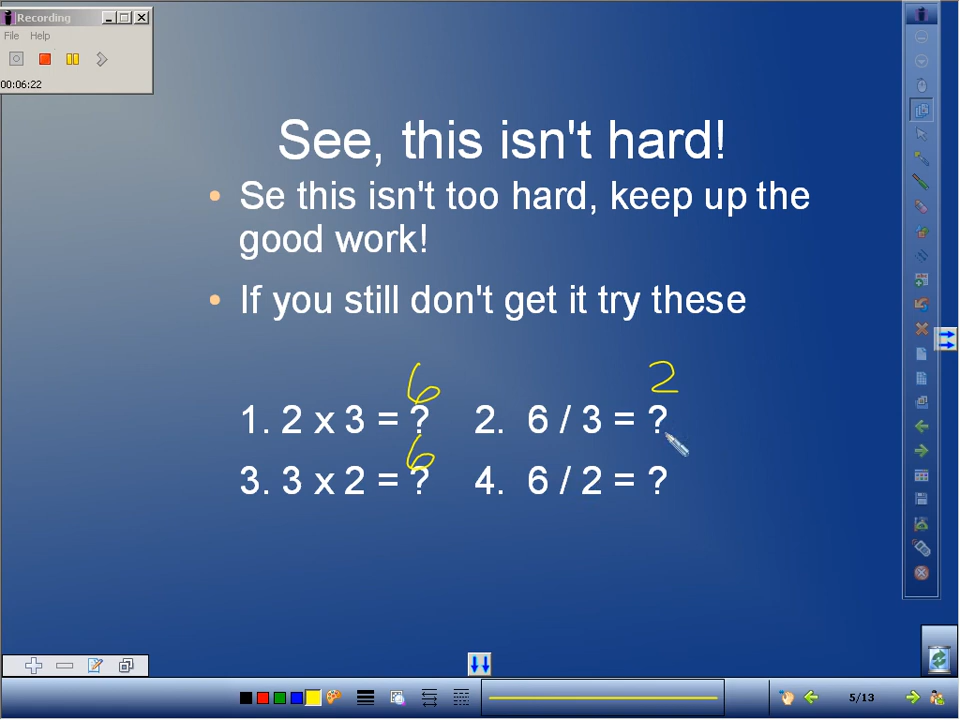 Recording
File Help
00:06:22
See, this isn't hard!
• Se this isn't too hard, keep up the
good work!
• If you still don't get it try these
6 2
1. 2 x 3 = ? 2. 6 / 3 = ?
6
3. 3 x 2 = ? 4. 6 / 2 = ?
5/13